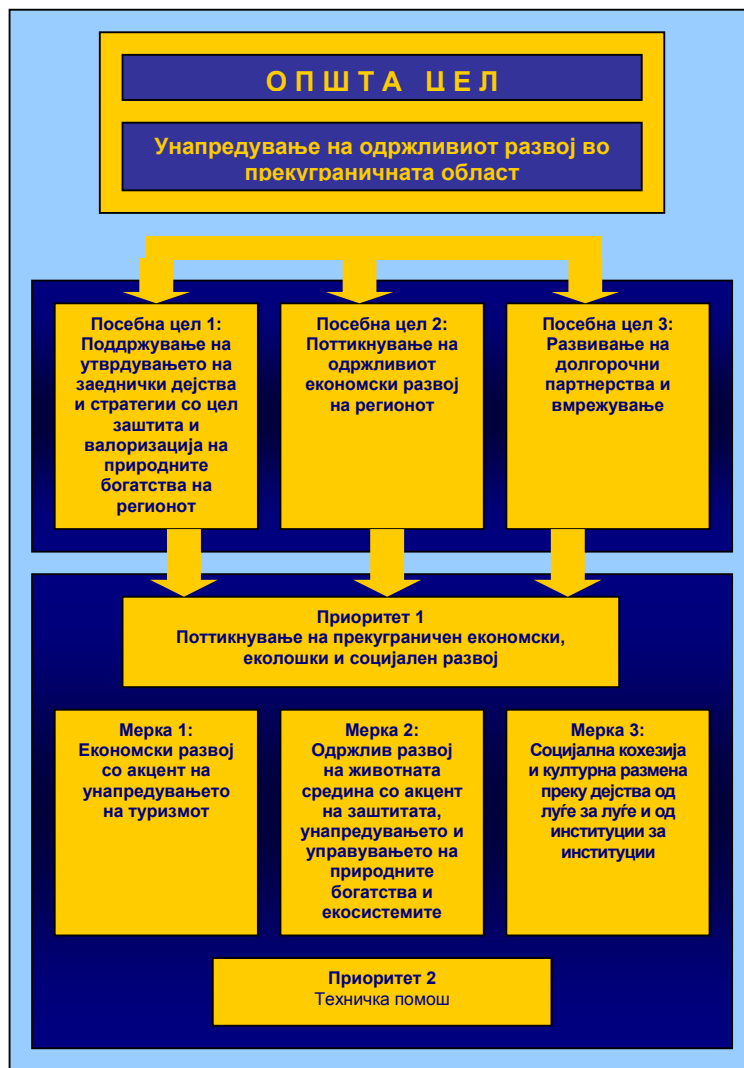 ОПШТА ЦЕЛ
Унапредување на одржливиот развој во
прекуграничната област
Посебна цел 1:
Поддржување на
утврдувањето на
заеднички дејства
и стратегии со цел
заштита и
валоризација на
природните
богатства на
регионот
Посебна цел 2:
Поттикнување на
одржливиот
економски развој
на регионот
Посебна цел 3:
Развивање на
долгорочни
партнерства и
вмрежување
Приоритет 1
Поттикнување на прекуграничен економски,
еколошки и социјален развој
Мерка 1:
Економски развој
со акцент на
унапредувањето
на туризмот
Мерка 2:
Одржлив развој
на животната
средина со акцент
на заштитата,
унапредувањето и
управувањето на
природните
богатства и
екосистемите
Мерка 3:
Социјална кохезија
и културна размена
преку дејства од
луѓе за луѓе и од
институции за
институции
Приоритет 2
Техничка помош